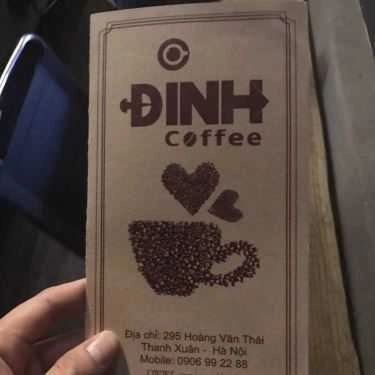 ĐINH
Coffee
Địa chỉ: 295 Hoàng Văn Thái
Thanh Xuân - Hà Nội
Mobile: 0906 99 22 88